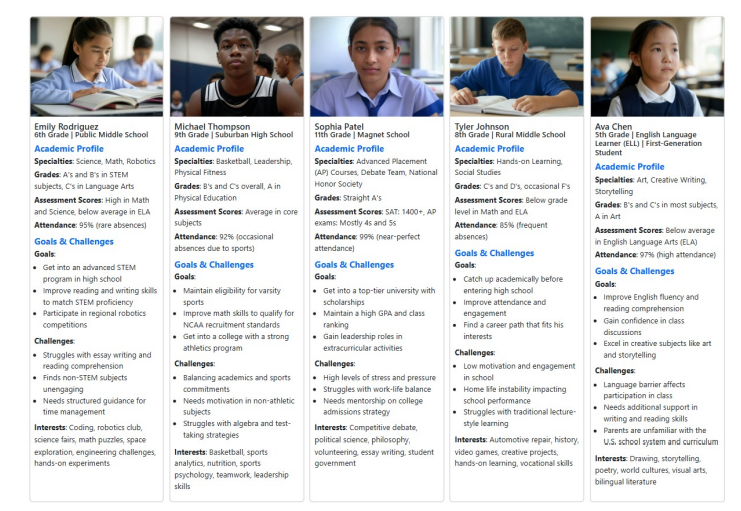 Emily Rodriguez
6th Grade | Public Middle School
Academic Profile
Specialties: Science, Math, Robotics
Grades: A's and B's in STEM
subjects, C's in Language Arts
Assessment Scores: High in Math
and Science, below average in ELA
Attendance: 95% (rare absences)
Goals & Challenges
Goals:
Get into an advanced STEM
program in high school
Improve reading and writing skills
to match STEM proficiency
Participate in regional robotics
competitions
Challenges:
Struggles with essay writing and
reading comprehension
Finds non-STEM subjects
unengaging
Needs structured guidance for
time management
Interests: Coding, robotics club,
science fairs, math puzzles, space
exploration, engineering challenges,
hands-on experiments
Michael Thompson
9th Grade | Suburban High School
Academic Profile
Specialties: Basketball, Leadership,
Physical Fitness
Grades: B's and C's overall, A in
Physical Education
Assessment Scores: Average in core
subjects
Attendance: 92% (occasional
absences due to sports)
Goals & Challenges
Goals:
Maintain eligibility for varsity
sports
Improve math skills to qualify for
NCAA recruitment standards
Get into a college with a strong
athletics program
Challenges:
Balancing academics and sports
commitments
Needs motivation in non-athletic
subjects
Struggles with algebra and test-
taking strategies
Interests: Basketball, sports
analytics, nutrition, sports
psychology, teamwork, leadership
skills
Sophia Patel
11th Grade | Magnet School
Academic Profile
Specialties: Advanced Placement
(AP) Courses, Debate Team, National
Honor Society
Grades: Straight A's
Assessment Scores: SAT: 1400+, AP
exams: Mostly 4s and 5s
Attendance: 99% (near-perfect
attendance)
Goals & Challenges
Goals:
Get into a top-tier university with
scholarships
Maintain a high GPA and class
ranking
Gain leadership roles in
extracurricular activities
Challenges:
High levels of stress and pressure
Struggles with work-life balance
Needs mentorship on college
admissions strategy
Interests: Competitive debate,
political science, philosophy,
volunteering, essay writing, student
government
Tyler Johnson
8th Grade | Rural Middle School
Academic Profile
Specialties: Hands-on Learning,
Social Studies
Grades: C's and D's, occasional F's
Assessment Scores: Below grade
level in Math and ELA
Attendance: 85% (frequent
absences)
Goals & Challenges
Goals:
Catch up academically before
entering high school
Improve attendance and
engagement
Find a career path that fits his
interests
Challenges:
Low motivation and engagement
in school
Home life instability impacting
school performance
Struggles with traditional lecture-
style learning
Interests: Automotive repair, history,
video games, creative projects,
hands-on learning, vocational skills
Ava Chen
5th Grade | English Language
Learner (ELL) | First-Generation
Student
Academic Profile
Specialties: Art, Creative Writing,
Storytelling
Grades: B's and C's in most subjects,
A in Art
Assessment Scores: Below average
in English Language Arts (ELA)
Attendance: 97% (high attendance)
Goals & Challenges
Goals:
Improve English fluency and
reading comprehension
Gain confidence in class
discussions
Excel in creative subjects like art
and storytelling
Challenges:
Language barrier affects
participation in class
Needs additional support in
writing and reading skills
Parents are unfamiliar with the
U.S. school system and curriculum
Interests: Drawing, storytelling,
poetry, world cultures, visual arts,
bilingual literature